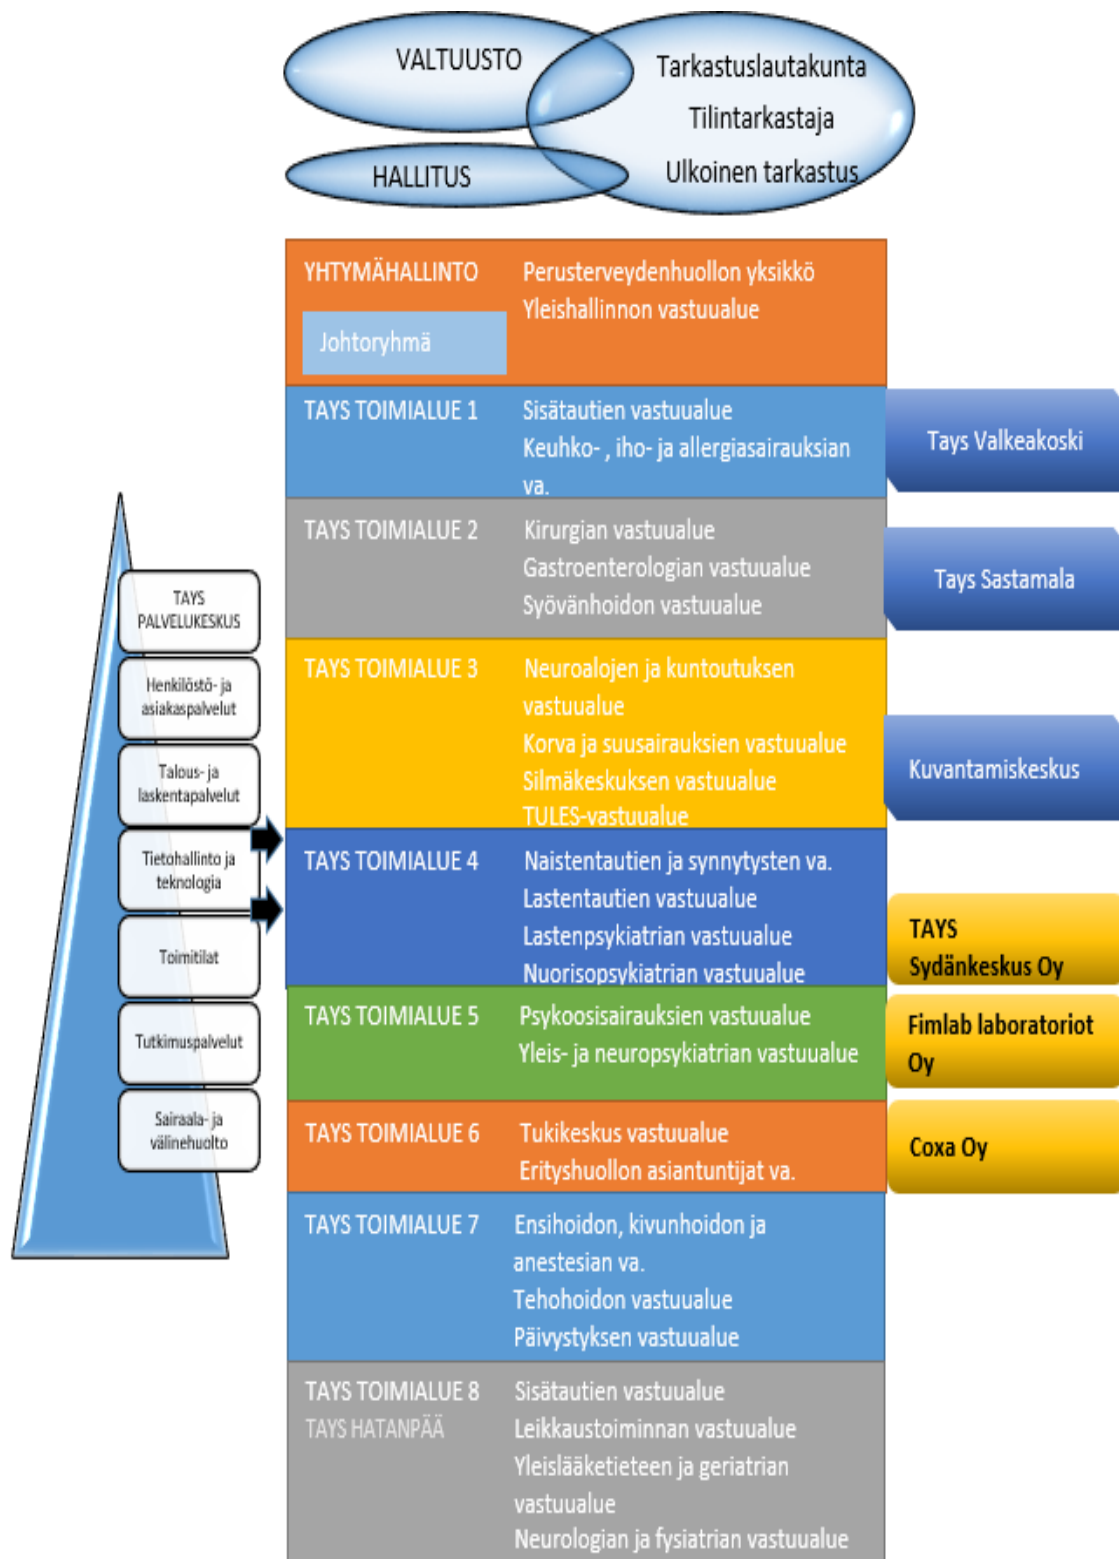 VALTUUSTO
Tarkastuslautakunta
Tilintarkastaja
HALLITUS
Ulkoinen tarkastus
YHTYMÄHALLINTO
Johtoryhmä
Perusterveydenhuollon yksikkö
Yleishallinnon vastuualue
TAYS TOIMIALUE 1
Sisätautien vastuualue
Keuhko- , iho- ja allergiasairauksian
va.
TAYS TOIMIALUE 2
Kirurgian vastuualue
Gastroenterologian vastuualue
Syövänhoidon vastuualue
TAYS TOIMIALUE 3
Neuroalojen ja kuntoutuksen
vastuualue
Korva ja suusairauksien vastuualue
Silmäkeskuksen vastuualue
TULES-vastuualue
TAYS TOIMIALUE 4
Naistentautien ja synnytysten va.
Lastentautien vastuualue
Lastenpsykiatrian vastuualue
Nuorisopsykiatrian vastuualue
TAYS TOIMIALUE 5
Psykoosisairauksien vastuualue
Yleis- ja neuropsykiatrian vastuualue
TAYS TOIMIALUE 6
Tukikeskus vastuualue
Erityshuollon asiantuntijat va.
TAYS TOIMIALUE 7
Ensihoidon, kivunhoidon ja
anestesian va.
Tehohoidon vastuualue
Päivystyksen vastuualue
TAYS TOIMIALUE 8
TAYS HATANPÄÄ
Sisätautien vastuualue
Leikkaustoiminnan vastuualue
Yleislääketieteen ja geriatrian
vastuualue
Neurologian ja fysiatrian vastuualue
TAYS
PALVELUKESKUS
Henkilöstö- ja
asiakaspalvelut
Talous- ja
laskentapalvelut
Tietohallinto ja
teknologia
Toimitilat
Tutkimuspalvelut
Sairaala- ja
välinehuolto
Tays Valkeakoski
Tays Sastamala
Kuvantamiskeskus
TAYS
Sydänkeskus Oy
Fimlab laboratoriot
Oy
Coxa Oy